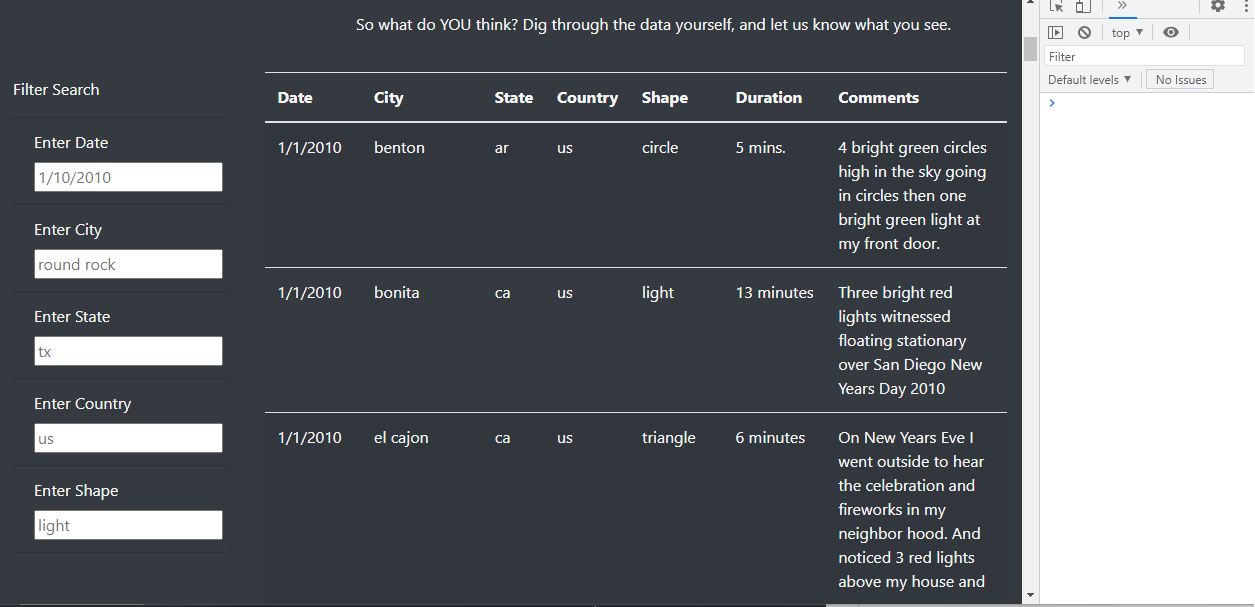 So what do YOU think? Dig through the data yourself, and let us know what you see.
Filter Search
Enter Date
1/10/2010
Enter City
round rock
Enter State
tx
Enter Country
us
Enter Shape
light
Date City State Country Shape Duration Comments
1/1/2010 benton ar us circle 5 mins. 4 bright green circles
high in the sky going
in circles then one
bright green light at
my front door.
1/1/2010 bonita ca us light 13 minutes Three bright red
lights witnessed
floating stationary
over San Diego New
Years Day 2010
1/1/2010 el cajon ca us triangle 6 minutes On New Years Eve I
went outside to hear
the celebration and
fireworks in my
neighbor hood. And
noticed 3 red lights
above my house and
top
Filter
Default levels No Issues